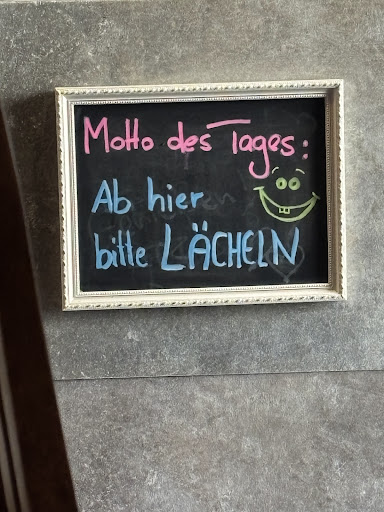 Motto des Tages:
Ab hier
bitte LÄCHELN